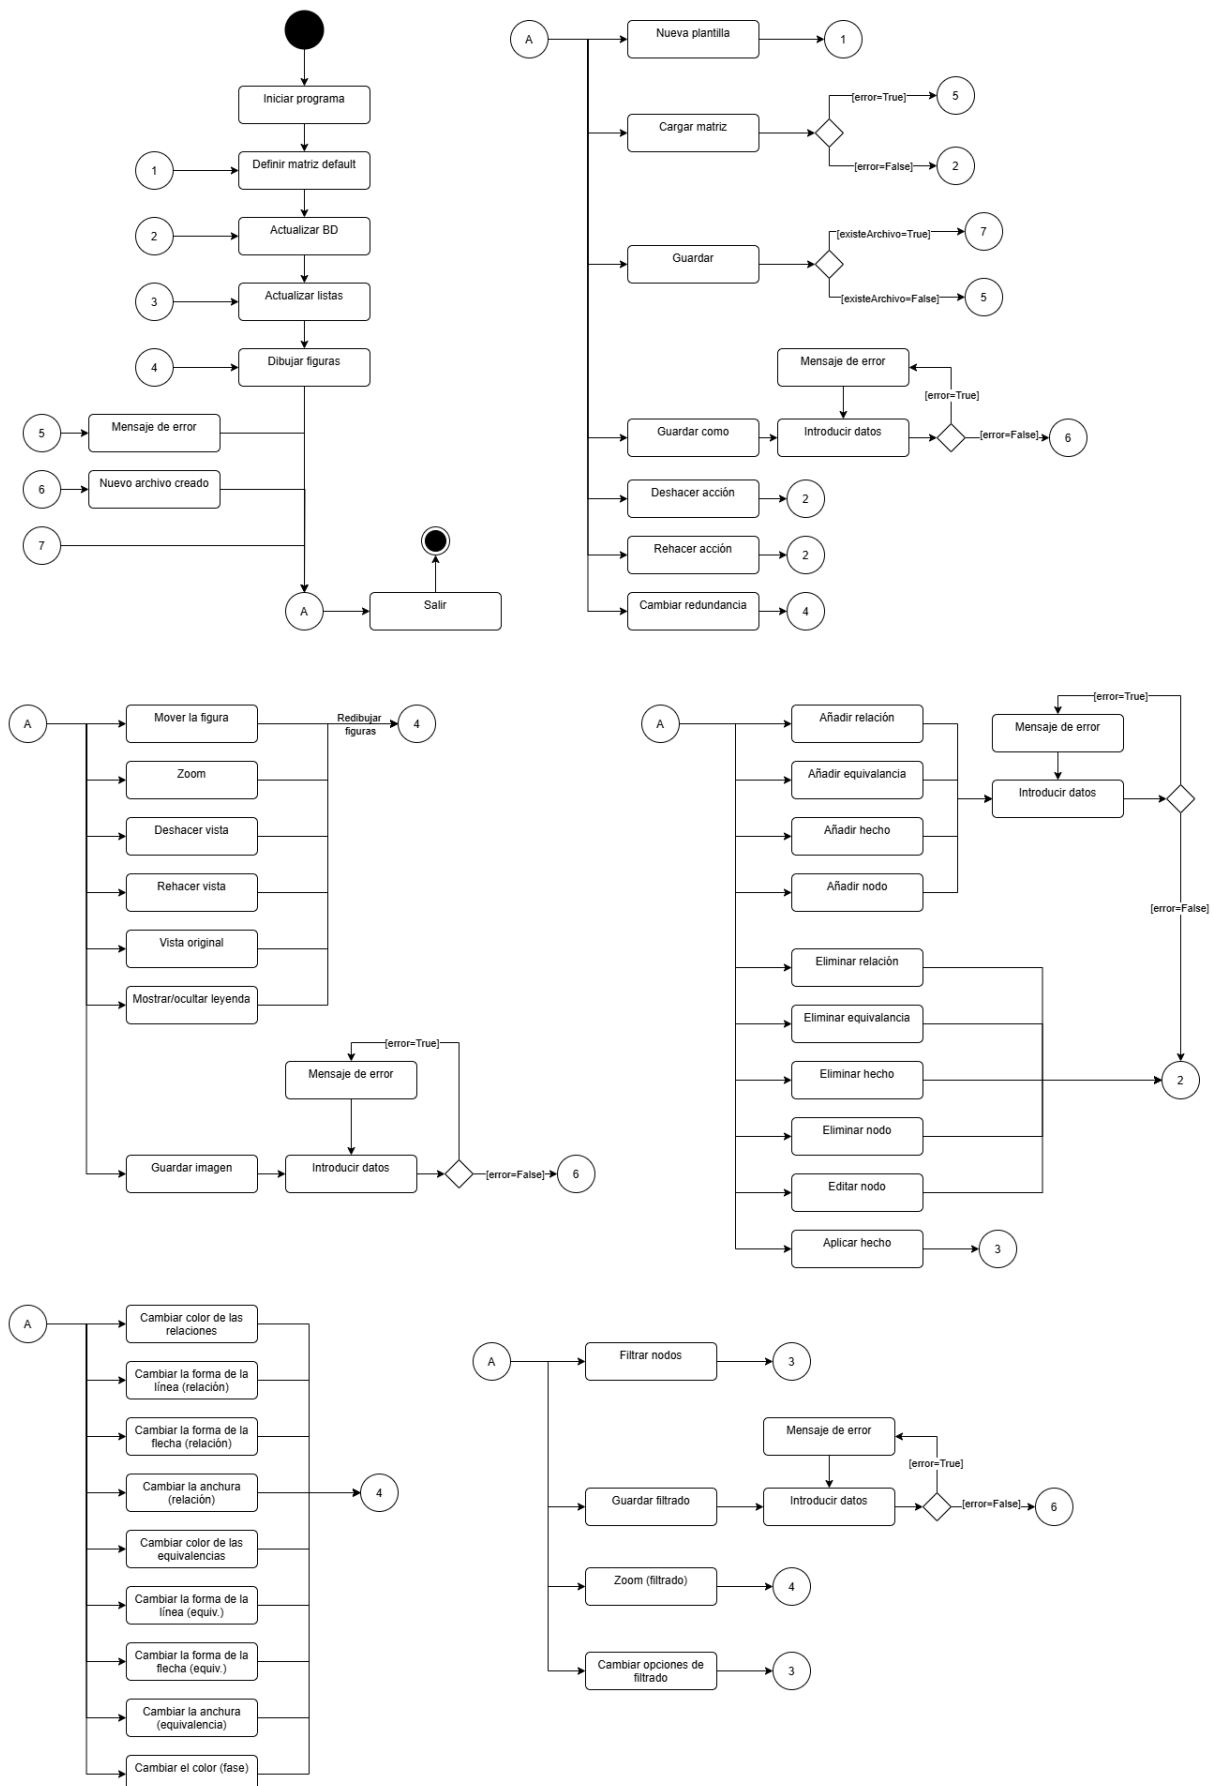 Iniciar programa
1
Definir matriz default
2
Actualizar BD
3
Actualizar listas
4
Dibujar figuras
5
Mensaje de error
6
Nuevo archivo creado
7
A
Salir
A
Nueva plantilla
1
Cargar matriz
[error=True]
5
[error=False]
2
Guardar
[existeArchivo=True]
7
[existeArchivo=False]
5
Guardar como
Mensaje de error
Introducir datos
[error=True]
[error=False]
6
Deshacer acción
2
Rehacer acción
2
Cambiar redundancia
4
A
Mover la figura
Redibujar
figuras
4
Zoom
Deshacer vista
Rehacer vista
Vista original
Mostrar/ocultar leyenda
[error=True]
Mensaje de error
Guardar imagen
Introducir datos
[error=False]
6
A
Añadir relación
Añadir equivalancia
Añadir hecho
Añadir nodo
[error=True]
Mensaje de error
Introducir datos
[error=False]
Eliminar relación
Eliminar equivalancia
Eliminar hecho
2
Eliminar nodo
Editar nodo
Aplicar hecho
3
A
Cambiar color de las
relaciones
Cambiar la forma de la
línea (relación)
Cambiar la forma de la
flecha (relación)
Cambiar la anchura
(relación)
4
Cambiar color de las
equivalencias
Cambiar la forma de la
línea (equiv.)
Cambiar la forma de la
flecha (equiv.)
Cambiar la anchura
(equivalencia)
Cambiar el color (fase)
A
Filtrar nodos
3
Mensaje de error
[error=True]
Guardar filtrado
Introducir datos
[error=False]
6
Zoom (filtrado)
4
Cambiar opciones de
filtrado
3